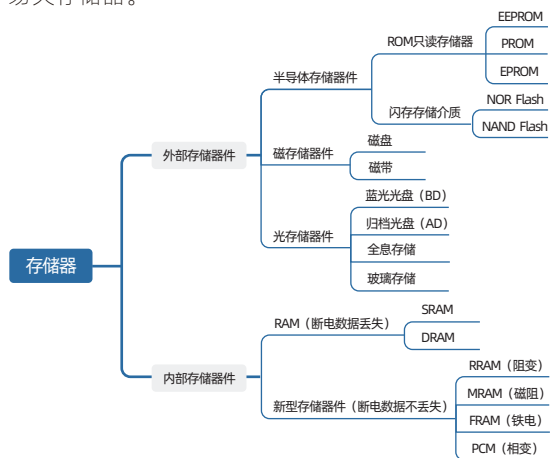 EEPROM
ROM只读存储器
PROM
EPROM
半导体存储器件
NOR Flash
闪存存储介质
NAND Flash
外部存储器件
磁存储器件
磁盘
磁带
蓝光光盘（BD）
归档光盘（AD）
光存储器件
全息存储
玻璃存储
存储器
RAM（断电数据丢失）
SRAM
DRAM
内部存储器件
新型存储器件（断电数据不丢失）
RRAM（阻变）
MRAM（磁阻）
FRAM（铁电）
PCM（相变）